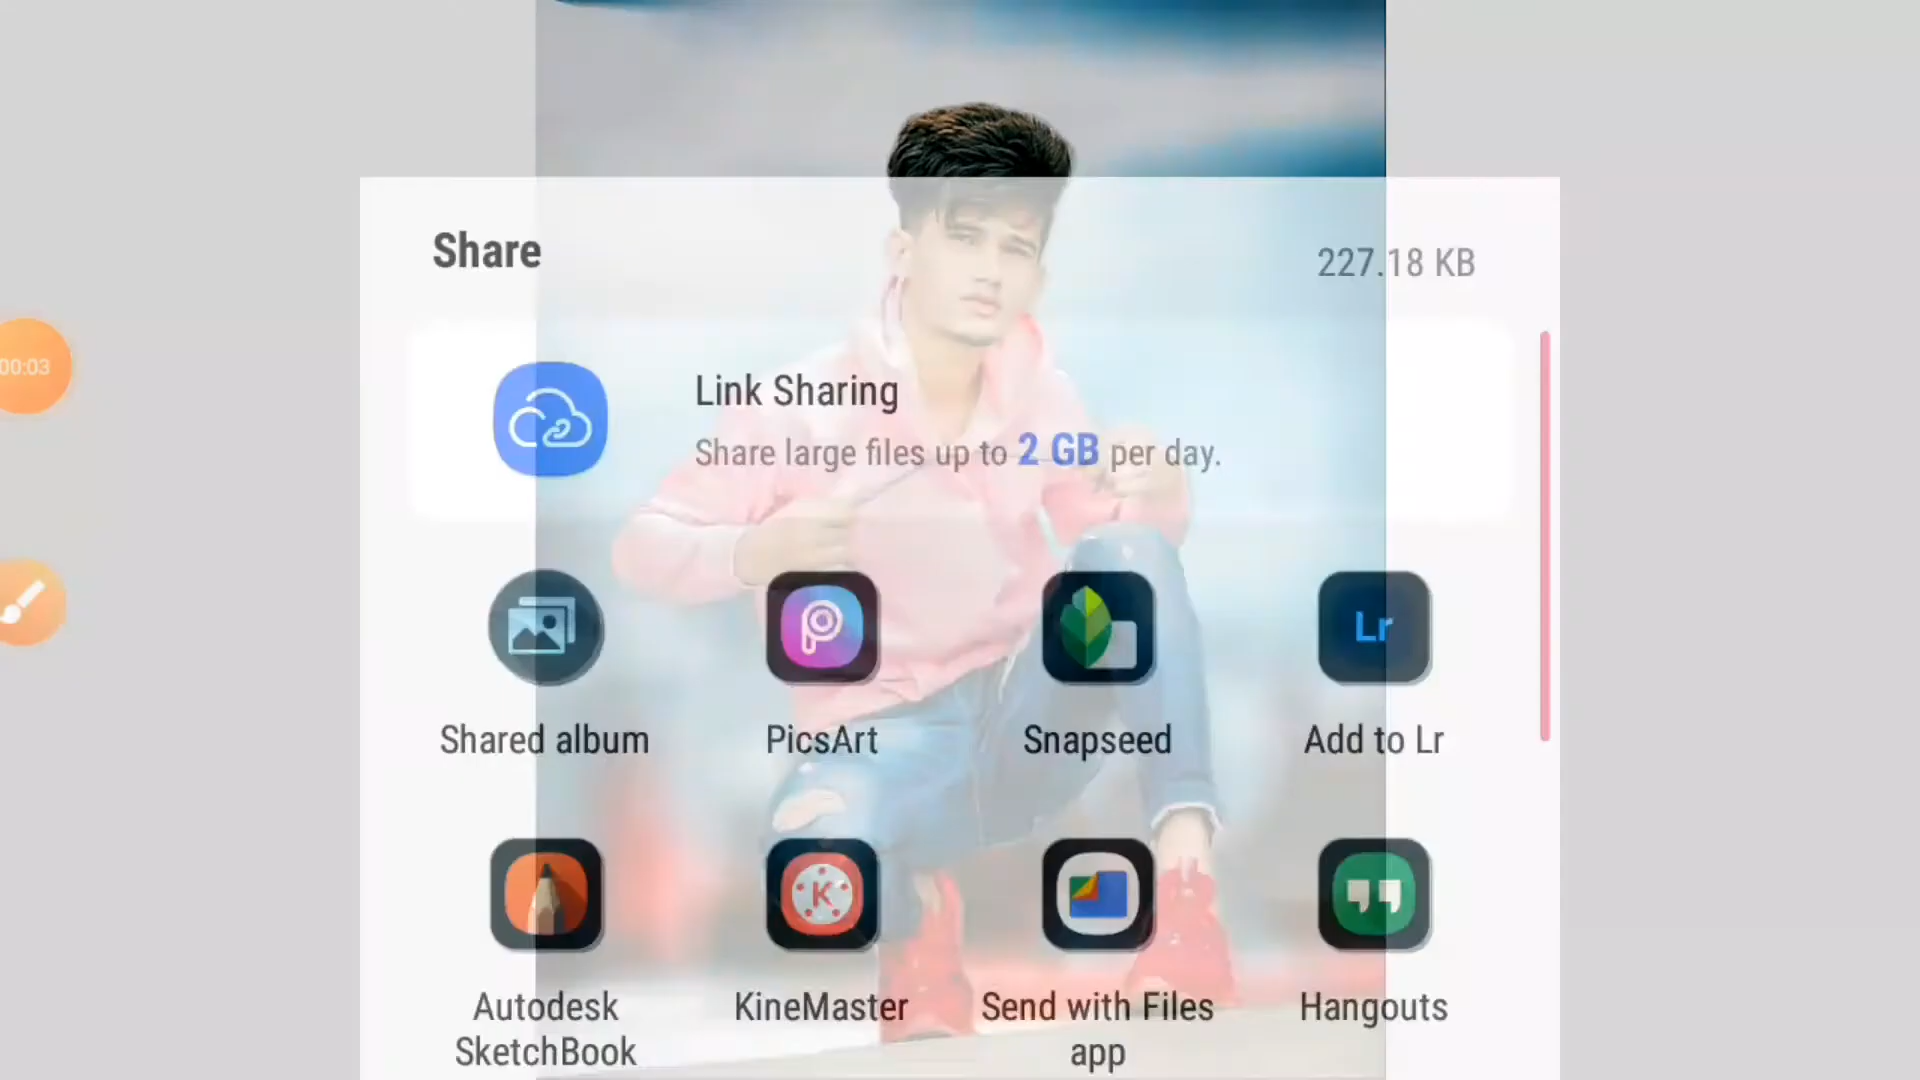 Share
227.18 KB
Link Sharing
Share large files up to 2 GB per day.
00:03
Lr
Shared album
PicsArt
Snapseed
Add to Lr
K
Autodesk
SketchBook
KineMaster
Send with Files
app
Hangouts